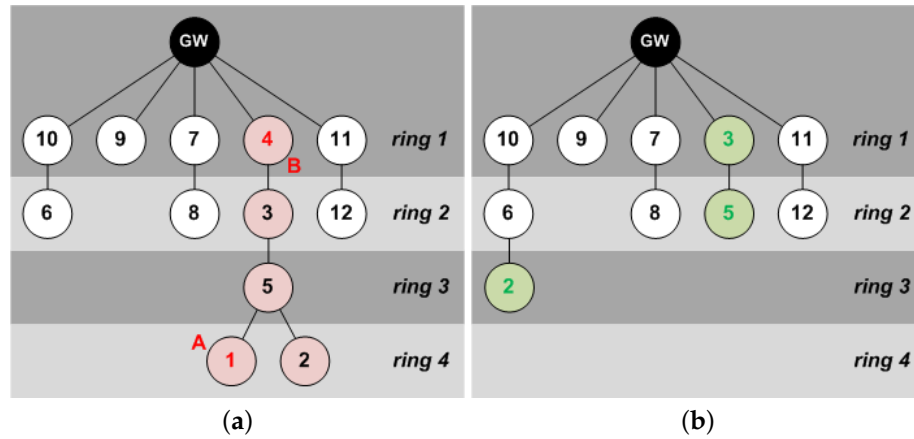 GW
10 9 7 4 11 ring 1
B
6 8 3 12 ring 2
5 ring 3
A 1 2 ring 4
(a)
GW
10 9 7 3 11 ring 1
6 8 5 12 ring 2
2 ring 3
ring 4
(b)